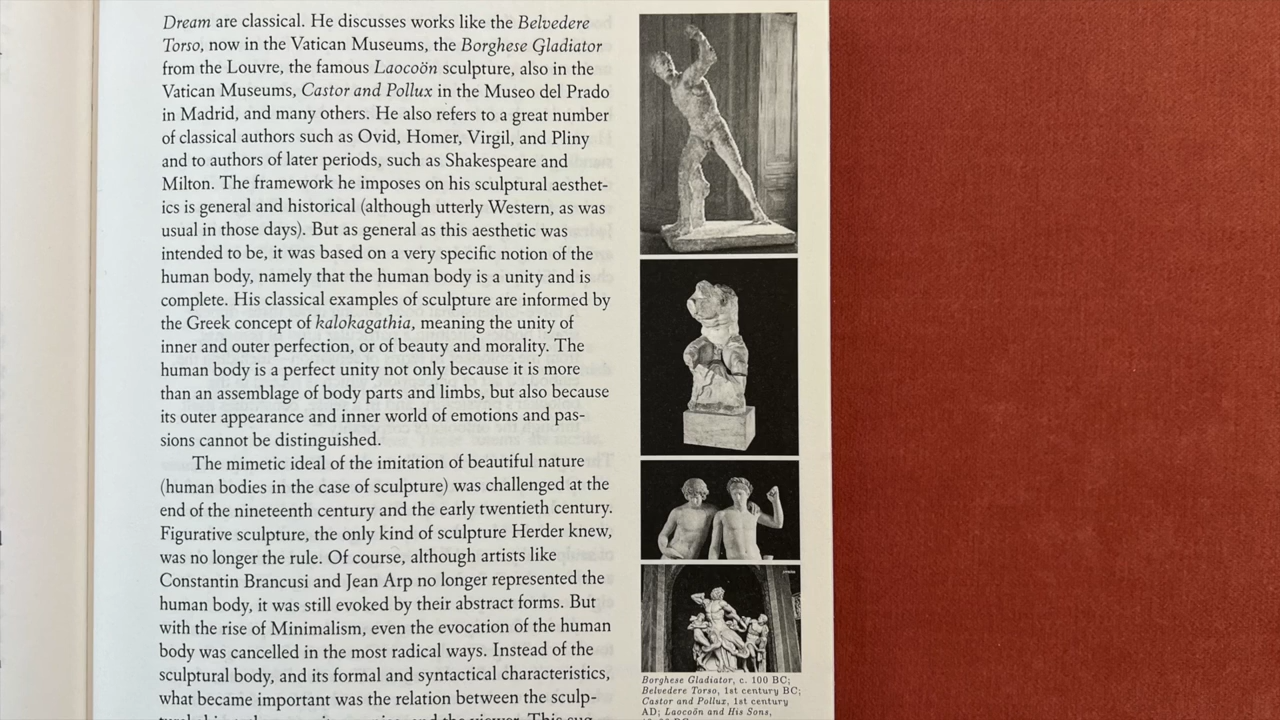 Dream are classical. He discusses works like the Belvedere
Torso, now in the Vatican Museums, the Borghese Gladiator
from the Louvre, the famous Laocoön sculpture, also in the
Vatican Museums, Castor and Pollux in the Museo del Prado
in Madrid, and many others. He also refers to a great number
of classical authors such as Ovid, Homer, Virgil, and Pliny
and to authors of later periods, such as Shakespeare and
Milton. The framework he imposes on his sculptural aesthet-
ics is general and historical (although utterly Western, as was
usual in those days). But as general as this aesthetic was
intended to be, it was based on a very specific notion of the
human body, namely that the human body is a unity and is
complete. His classical examples of sculpture are informed by
the Greek concept of kalokagathia, meaning the unity of
inner and outer perfection, or of beauty and morality. The
human body is a perfect unity not only because it is more
than an assemblage of body parts and limbs, but also because
its outer appearance and inner world of emotions and pas-
sions cannot be distinguished.
The mimetic ideal of the imitation of beautiful nature
(human bodies in the case of sculpture) was challenged at the
end of the nineteenth century and the early twentieth century.
Figurative sculpture, the only kind of sculpture Herder knew,
was no longer the rule. Of course, although artists like
Constantin Brancusi and Jean Arp no longer represented the
human body, it was still evoked by their abstract forms. But
with the rise of Minimalism, even the evocation of the human
body was cancelled in the most radical ways. Instead of the
sculptural body, and its formal and syntactical characteristics,
what became important was the relation between the sculp-
and the viewer. This sug-
Borghese Gladiator, c. 100 BC;
Belvedere Torso, 1st century BC;
Castor and Pollux, 1st century
AD; Laocoön and His Sons,